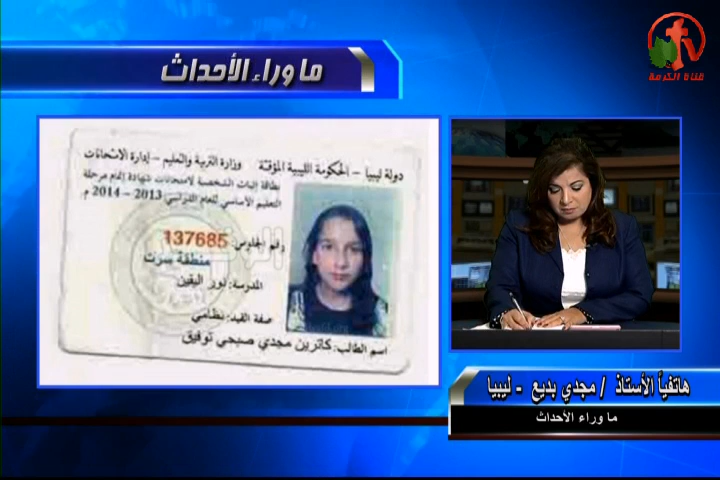 ما وراء الأحداث
قناة الكرمة
دولة ليبيا - الحكومة الليبية المؤقتة وزارة التربية والتعليم - إدارة الامتحانات
بطاقة إثبات الشخصية لامتحانات شهادة إتمام مرحلة
التعليم الأساسي للعام الدراسي 2013 - 2014 م
رقم الجلوس: 137685
منطقة سرت
المدرسة: نور اليقين
صفة القيد: نظامي
اسم الطالب: كاترين مجدي صبحي توفيق
هاتفياً الأستاذ / مجدي بديع - ليبيا
ما وراء الأحداث